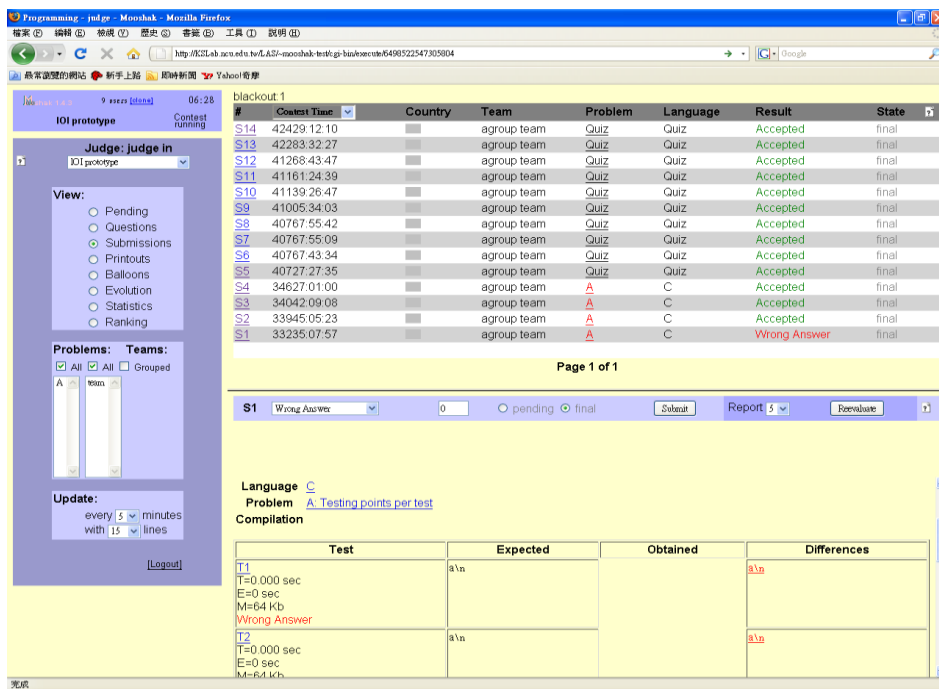 Programming - judge - Mooshak - Mozilla Firefox
檔案(F) 編輯(E) 檢視(V) 歷史(S) 書籤(B) 工具(T) 說明(H)
http://KSLab.ncu.edu.tw/LAS/~mooshak-test/cgi-bin/execute/6498522547305804
Google
最常瀏覽的網站 新手上路 即時新聞 Yahoo!奇摩
1.6.2 9 users [clone] 06:28
IOI prototype Contest running
Judge: judge in
IOI prototype
View:
Pending
Questions
Submissions
Printouts
Balloons
Evolution
Statistics
Ranking
Problems: Teams:
All All Grouped
A team
Update:
every 5 minutes
with 15 lines
[Logout]
blackout:1
# Contest Time Country Team Problem Language Result State
S14 42429:12:10 agroup team Quiz Quiz Accepted final
S13 42283:32:27 agroup team Quiz Quiz Accepted final
S12 41268:43:47 agroup team Quiz Quiz Accepted final
S11 41161:24:39 agroup team Quiz Quiz Accepted final
S10 41139:26:47 agroup team Quiz Quiz Accepted final
S9 41005:34:03 agroup team Quiz Quiz Accepted final
S8 40767:55:42 agroup team Quiz Quiz Accepted final
S7 40767:55:09 agroup team Quiz Quiz Accepted final
S6 40767:43:34 agroup team Quiz Quiz Accepted final
S5 40727:27:35 agroup team Quiz Quiz Accepted final
S4 34627:01:00 agroup team A C Accepted final
S3 34042:09:08 agroup team A C Accepted final
S2 33945:05:23 agroup team A C Accepted final
S1 33235:07:57 agroup team A C Wrong Answer final
Page 1 of 1
S1 Wrong Answer 0 pending final Submit Report 5 Reevaluate
Language C
Problem A: Testing points per test
Compilation
Test Expected Obtained Differences
T1 a\n a\n
T=0.000 sec
E=0 sec
M=64 Kb
Wrong Answer
T2 a\n a\n
T=0.000 sec
E=0 sec
M=64 Kb
完成